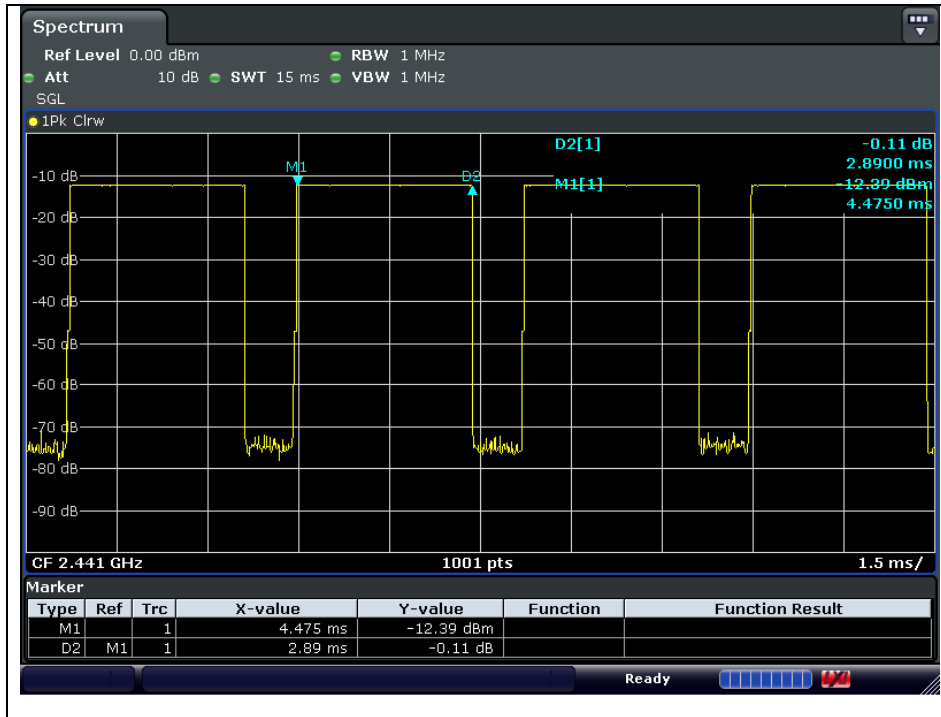 Spectrum
Ref Level 0.00 dBm RBW 1 MHz
Att 10 dB SWT 15 ms VBW 1 MHz
SGL
1Pk Clrw
D2[1] -0.11 dB
2.8900 ms
M1[1] -12.39 dBm
4.4750 ms
M1
D2
-10 dB
-20 dB
-30 dB
-40 dB
-50 dB
-60 dB
-70 dB
-80 dB
-90 dB
CF 2.441 GHz 1001 pts 1.5 ms/
Marker
Type Ref Trc X-value Y-value Function Function Result
M1 1 4.475 ms -12.39 dBm
D2 M1 1 2.89 ms -0.11 dB
Ready